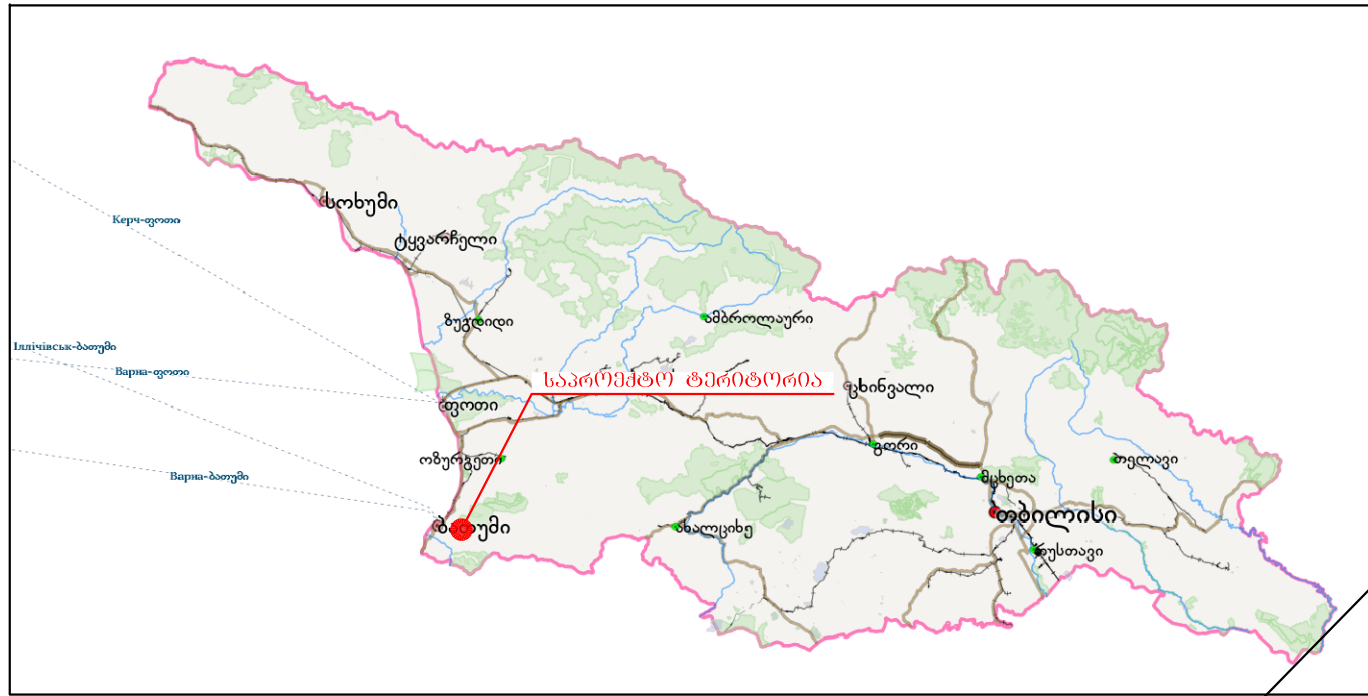 სოხუმი
Керч-ფოთი
ტყვარჩელი
ზუგდიდი
ამბროლაური
Іллічівськ-ბათუმი
Варна-ფოთი
საპროექტო ტერიტორია
ცხინვალი
ფოთი
გორი
ოზურგეთი
თელავი
Варна-ბათუმი
მცხეთა
თბილისი
ბათუმი
ახალციხე
რუსთავი